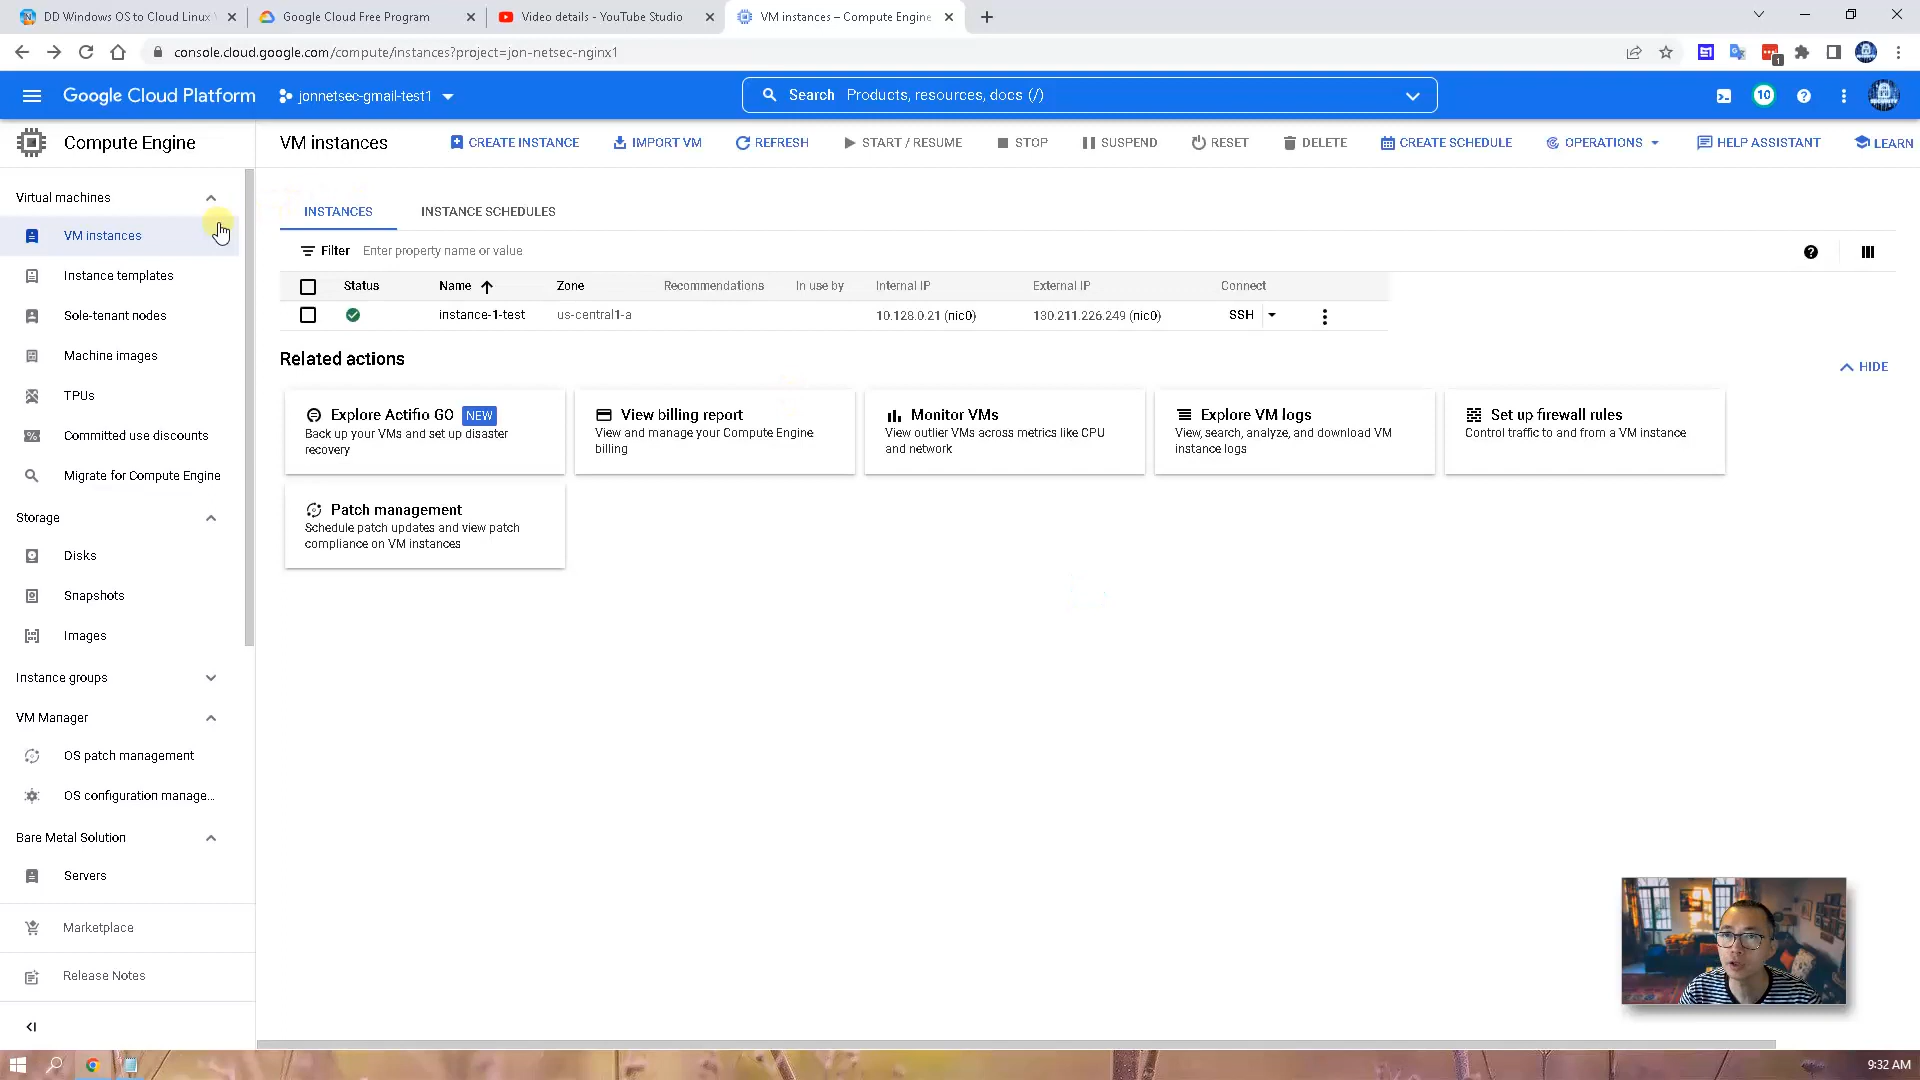 DD Windows OS to Cloud Linux
Google Cloud Free Program
Video details - YouTube Studio
VM instances – Compute Engine
console.cloud.google.com/compute/instances?project=jon-netsec-nginx1
1
Google Cloud Platform
jonnetsec-gmail-test1
Search Products, resources, docs (/)
10
Compute Engine
VM instances
CREATE INSTANCE
IMPORT VM
REFRESH
START / RESUME
STOP
SUSPEND
RESET
DELETE
CREATE SCHEDULE
OPERATIONS
HELP ASSISTANT
LEARN
Virtual machines
VM instances
Instance templates
Sole-tenant nodes
Machine images
TPUs
Committed use discounts
Migrate for Compute Engine
Storage
Disks
Snapshots
Images
Instance groups
VM Manager
OS patch management
OS configuration manage...
Bare Metal Solution
Servers
Marketplace
Release Notes
INSTANCES
INSTANCE SCHEDULES
Filter Enter property name or value
Status Name Zone Recommendations In use by Internal IP External IP Connect
instance-1-test us-central1-a 10.128.0.21 (nic0) 130.211.226.249 (nic0) SSH
Related actions
HIDE
Explore Actifio GO NEW
Back up your VMs and set up disaster
recovery
View billing report
View and manage your Compute Engine
billing
Monitor VMs
View outlier VMs across metrics like CPU
and network
Explore VM logs
View, search, analyze, and download VM
instance logs
Set up firewall rules
Control traffic to and from a VM instance
Patch management
Schedule patch updates and view patch
compliance on VM instances
9:32 AM